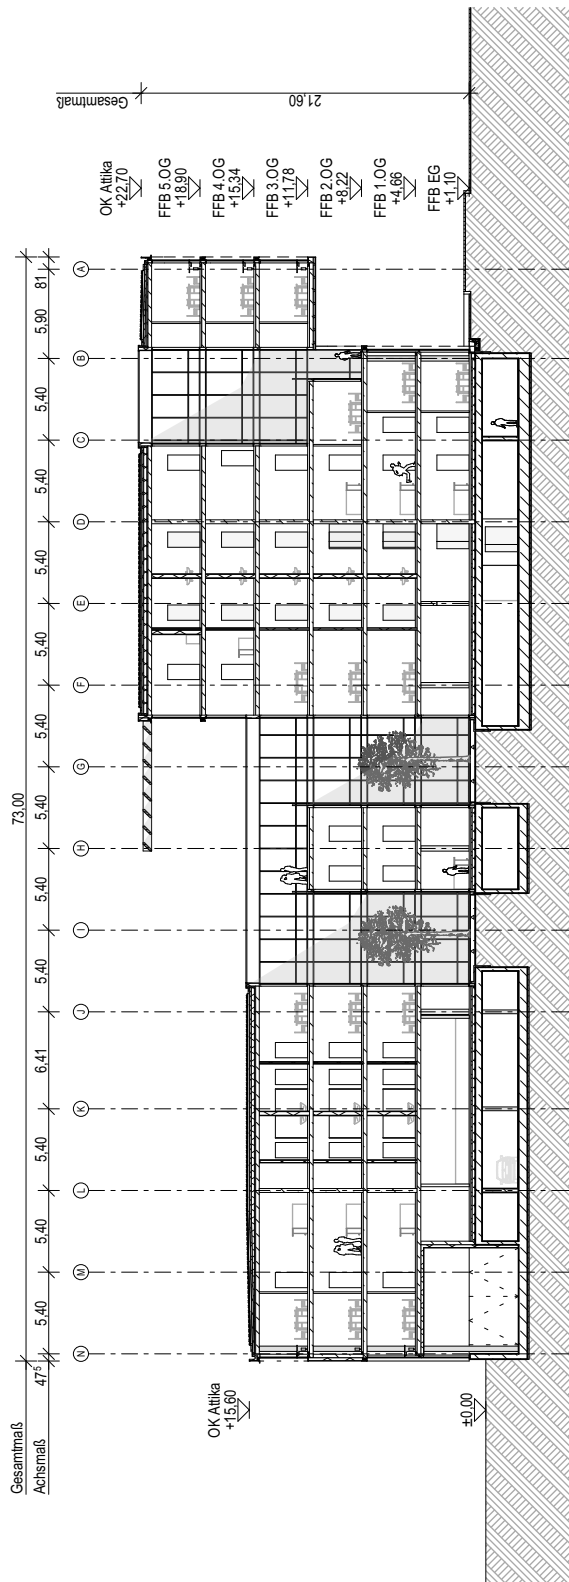 Gesamtmaß
73,00
Achsmaß
47⁵ 5,40 5,40 5,40 6,41 5,40 5,40 5,40 5,40 5,40 5,40 5,40 5,40 5,90 81
N M L K J I H G F E D C B A
OK Attika
+22,70
FFB 5.OG
+18,90
FFB 4.OG
+15,34
FFB 3.OG
+11,78
FFB 2.OG
+8,22
FFB 1.OG
+4,66
FFB EG
+1,10
Gesamtmaß
21,60
OK Attika
+15,60
±0,00